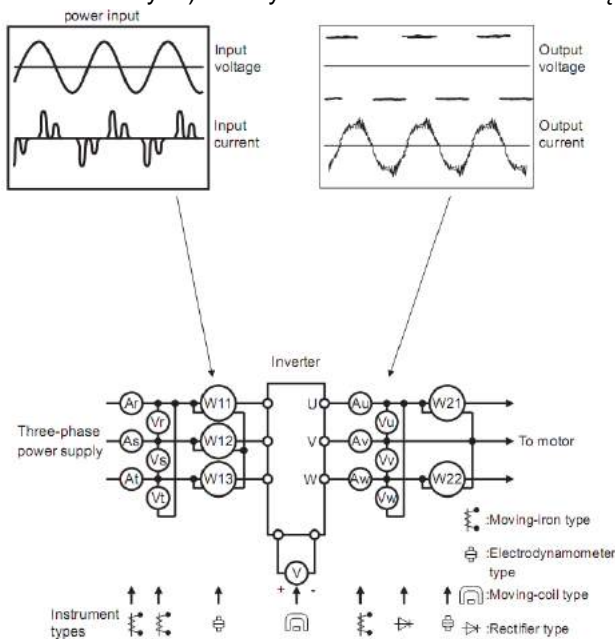 power input
Input
voltage
Input
current
Output
voltage
Output
current
Inverter
Ar
Vr
W11
U
Au
Vu
W21
Three-phase
power supply
As
Vs
W12
V
Av
Vv
To motor
At
Vt
W13
W
Aw
Vw
W22
:Moving-iron type
:Electrodynamometer
type
V
+ -
:Moving-coil type
Instrument
types
:Rectifier type